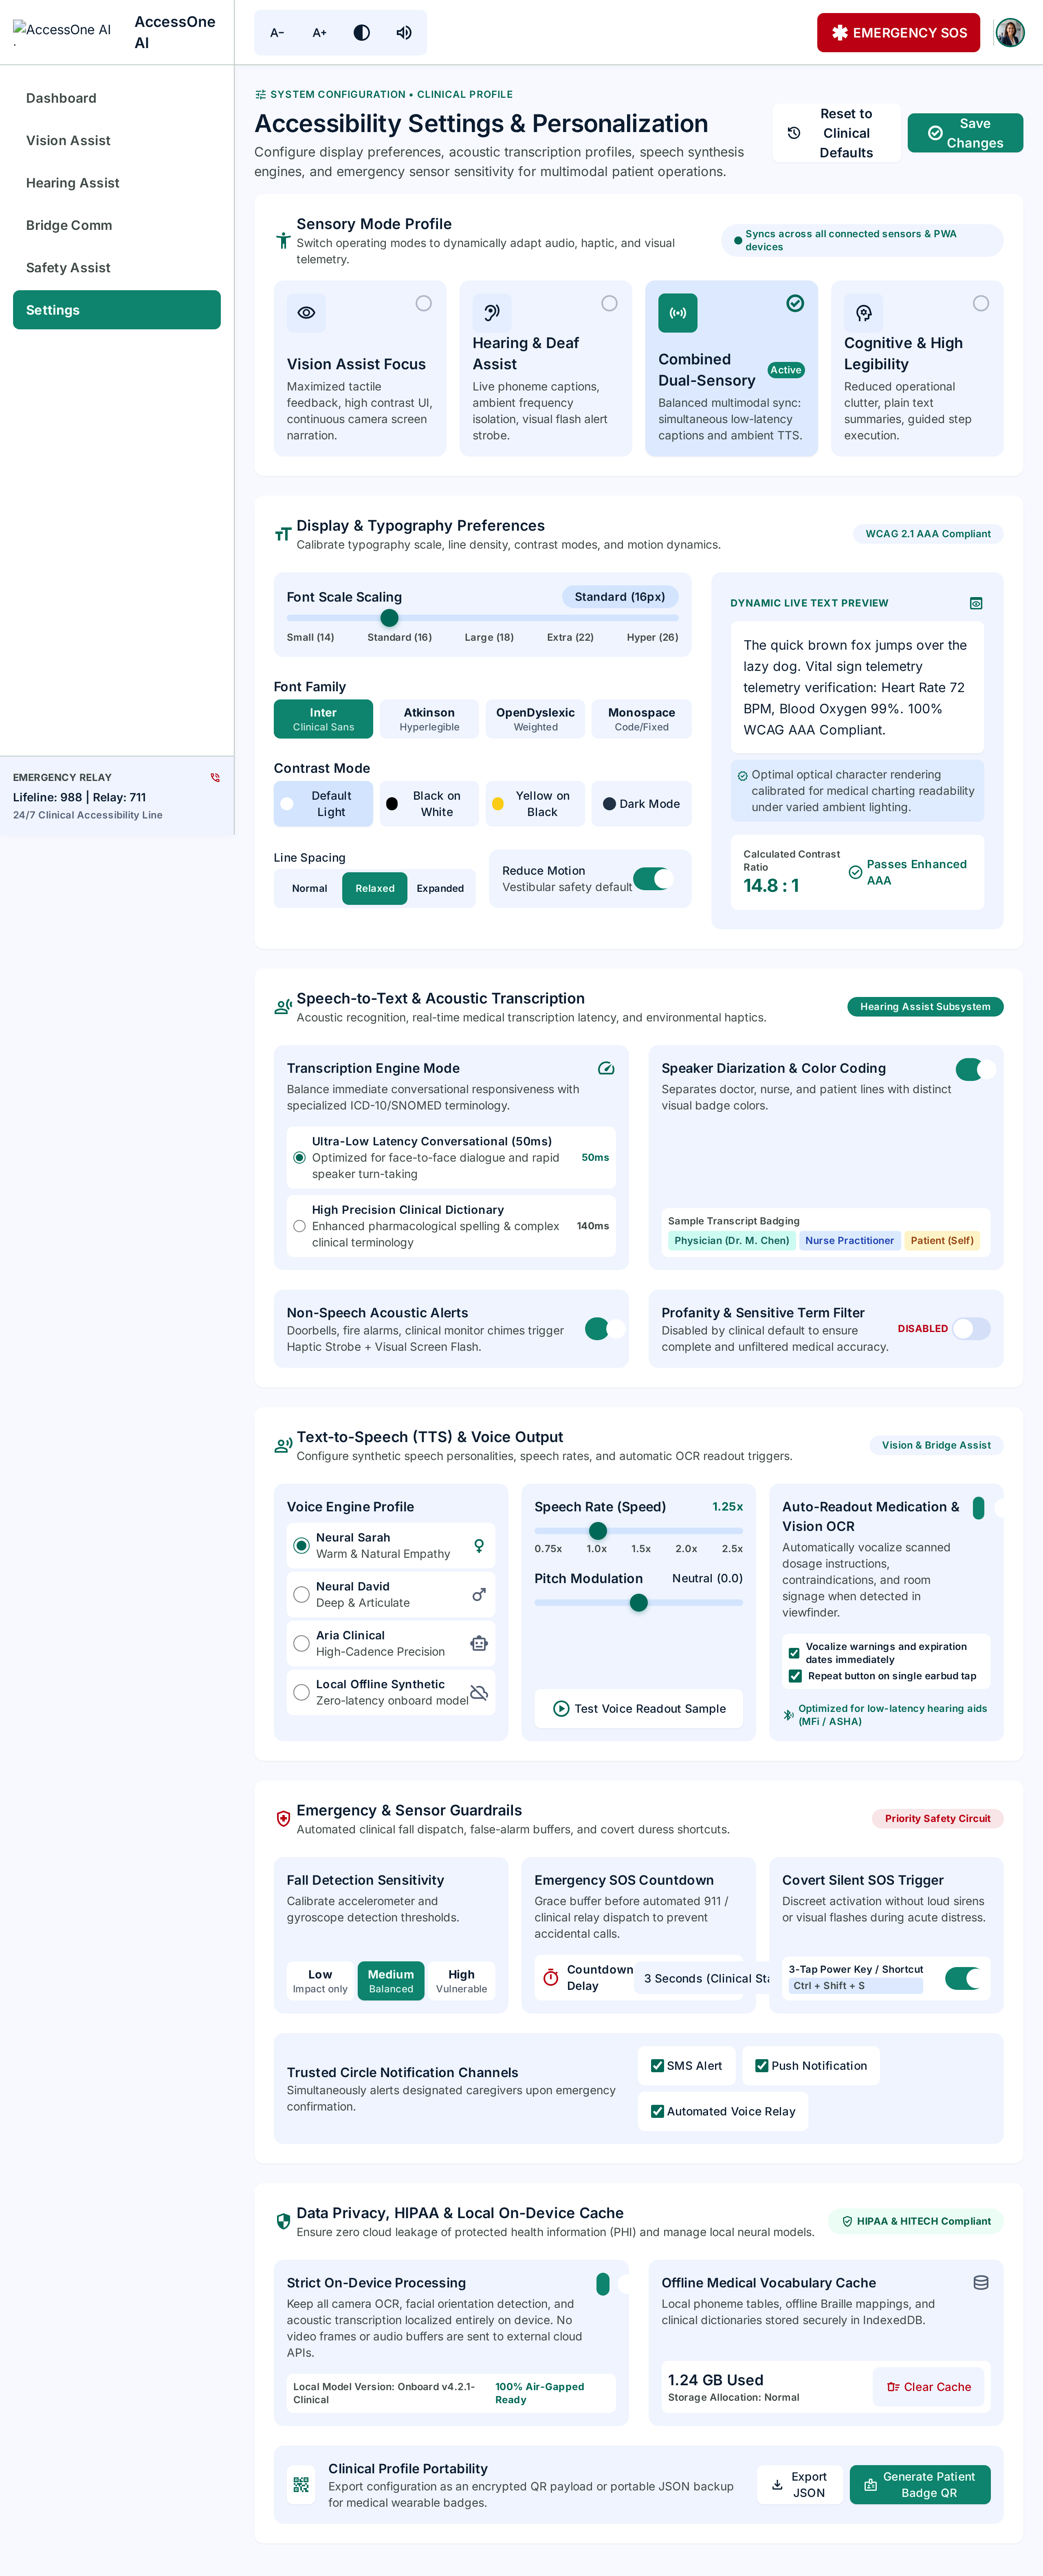 AccessOne AI
AccessOne
AI
A−
A+
EMERGENCY SOS
Dashboard
Vision Assist
Hearing Assist
Bridge Comm
Safety Assist
Settings
EMERGENCY RELAY
Lifeline: 988 | Relay: 711
24/7 Clinical Accessibility Line
SYSTEM CONFIGURATION • CLINICAL PROFILE
Accessibility Settings & Personalization
Configure display preferences, acoustic transcription profiles, speech synthesis
engines, and emergency sensor sensitivity for multimodal patient operations.
Reset to
Clinical
Defaults
Save
Changes
Sensory Mode Profile
Switch operating modes to dynamically adapt audio, haptic, and visual
telemetry.
Syncs across all connected sensors & PWA
devices
Vision Assist Focus
Maximized tactile
feedback, high contrast UI,
continuous camera screen
narration.
Hearing & Deaf
Assist
Live phoneme captions,
ambient frequency
isolation, visual flash alert
strobe.
Combined
Dual-Sensory
Active
Balanced multimodal sync:
simultaneous low-latency
captions and ambient TTS.
Cognitive & High
Legibility
Reduced operational
clutter, plain text
summaries, guided step
execution.
Display & Typography Preferences
Calibrate typography scale, line density, contrast modes, and motion dynamics.
WCAG 2.1 AAA Compliant
Font Scale Scaling
Standard (16px)
Small (14) Standard (16) Large (18) Extra (22) Hyper (26)
Font Family
Inter
Clinical Sans
Atkinson
Hyperlegible
OpenDyslexic
Weighted
Monospace
Code/Fixed
Contrast Mode
Default
Light
Black on
White
Yellow on
Black
Dark Mode
Line Spacing
Normal Relaxed Expanded
Reduce Motion
Vestibular safety default
DYNAMIC LIVE TEXT PREVIEW
The quick brown fox jumps over the
lazy dog. Vital sign telemetry
telemetry verification: Heart Rate 72
BPM, Blood Oxygen 99%. 100%
WCAG AAA Compliant.
Optimal optical character rendering
calibrated for medical charting readability
under varied ambient lighting.
Calculated Contrast
Ratio
14.8 : 1
Passes Enhanced
AAA
Speech-to-Text & Acoustic Transcription
Acoustic recognition, real-time medical transcription latency, and environmental haptics.
Hearing Assist Subsystem
Transcription Engine Mode
Balance immediate conversational responsiveness with
specialized ICD-10/SNOMED terminology.
Ultra-Low Latency Conversational (50ms)
Optimized for face-to-face dialogue and rapid
speaker turn-taking
50ms
High Precision Clinical Dictionary
Enhanced pharmacological spelling & complex
clinical terminology
140ms
Speaker Diarization & Color Coding
Separates doctor, nurse, and patient lines with distinct
visual badge colors.
Sample Transcript Badging
Physician (Dr. M. Chen) Nurse Practitioner Patient (Self)
Non-Speech Acoustic Alerts
Doorbells, fire alarms, clinical monitor chimes trigger
Haptic Strobe + Visual Screen Flash.
Profanity & Sensitive Term Filter
Disabled by clinical default to ensure
complete and unfiltered medical accuracy.
DISABLED
Text-to-Speech (TTS) & Voice Output
Configure synthetic speech personalities, speech rates, and automatic OCR readout triggers.
Vision & Bridge Assist
Voice Engine Profile
Neural Sarah
Warm & Natural Empathy
Neural David
Deep & Articulate
Aria Clinical
High-Cadence Precision
Local Offline Synthetic
Zero-latency onboard model
Speech Rate (Speed)
1.25x
0.75x 1.0x 1.5x 2.0x 2.5x
Pitch Modulation
Neutral (0.0)
Test Voice Readout Sample
Auto-Readout Medication &
Vision OCR
Automatically vocalize scanned
dosage instructions,
contraindications, and room
signage when detected in
viewfinder.
Vocalize warnings and expiration
dates immediately
Repeat button on single earbud tap
Optimized for low-latency hearing aids
(MFi / ASHA)
Emergency & Sensor Guardrails
Automated clinical fall dispatch, false-alarm buffers, and covert duress shortcuts.
Priority Safety Circuit
Fall Detection Sensitivity
Calibrate accelerometer and
gyroscope detection thresholds.
Low
Impact only
Medium
Balanced
High
Vulnerable
Emergency SOS Countdown
Grace buffer before automated 911 /
clinical relay dispatch to prevent
accidental calls.
Countdown
Delay
3 Seconds (Clinical Sta
Covert Silent SOS Trigger
Discreet activation without loud sirens
or visual flashes during acute distress.
3-Tap Power Key / Shortcut
Ctrl + Shift + S
Trusted Circle Notification Channels
Simultaneously alerts designated caregivers upon emergency
confirmation.
SMS Alert
Push Notification
Automated Voice Relay
Data Privacy, HIPAA & Local On-Device Cache
Ensure zero cloud leakage of protected health information (PHI) and manage local neural models.
HIPAA & HITECH Compliant
Strict On-Device Processing
Keep all camera OCR, facial orientation detection, and
acoustic transcription localized entirely on device. No
video frames or audio buffers are sent to external cloud
APIs.
Local Model Version: Onboard v4.2.1-
Clinical
100% Air-Gapped
Ready
Offline Medical Vocabulary Cache
Local phoneme tables, offline Braille mappings, and
clinical dictionaries stored securely in IndexedDB.
1.24 GB Used
Storage Allocation: Normal
Clear Cache
Clinical Profile Portability
Export configuration as an encrypted QR payload or portable JSON backup
for medical wearable badges.
Export
JSON
Generate Patient
Badge QR